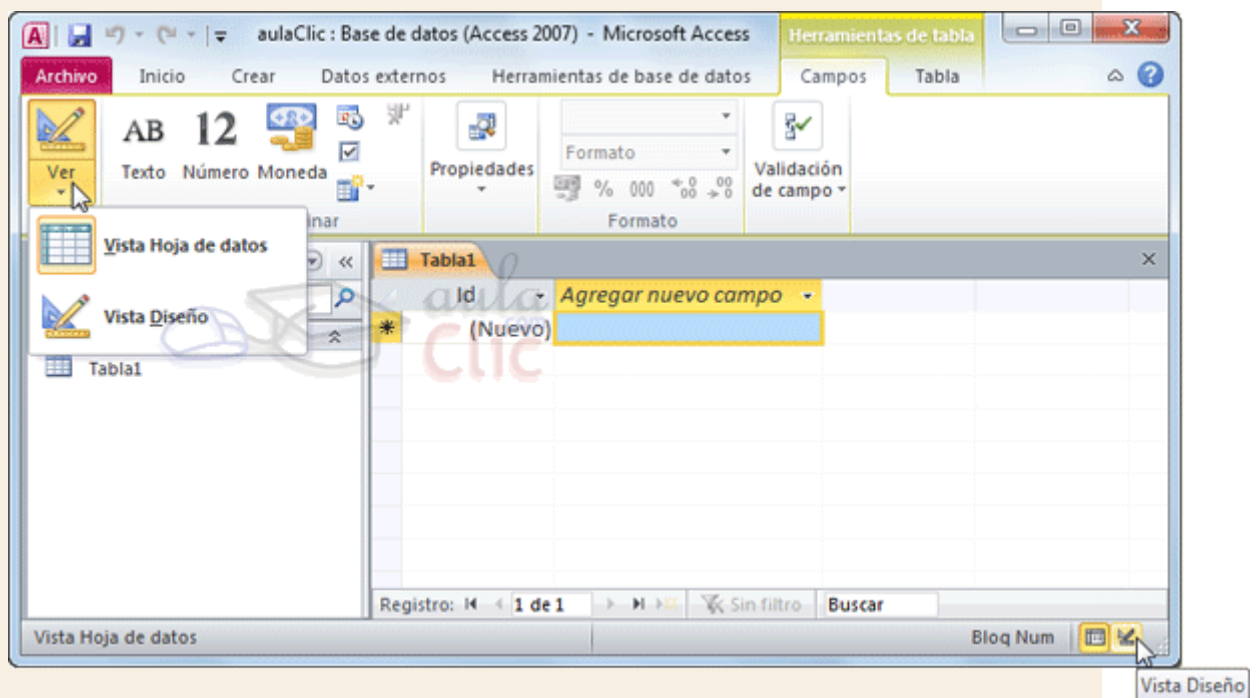 A aulaClic : Base de datos (Access 2007) - Microsoft Access Herramientas de tabla
Archivo Inicio Crear Datos externos Herramientas de base de datos Campos Tabla
Ver
AB Texto
12 Número
Moneda
Propiedades
Formato
% 000
Validación
de campo
inar Formato
Vista Hoja de datos
Vista Diseño
Tabla1
Tabla1
Id Agregar nuevo campo
(Nuevo)
aula
.com
Clic
Registro: 1 de 1 Sin filtro Buscar
Vista Hoja de datos Bloq Num
Vista Diseño